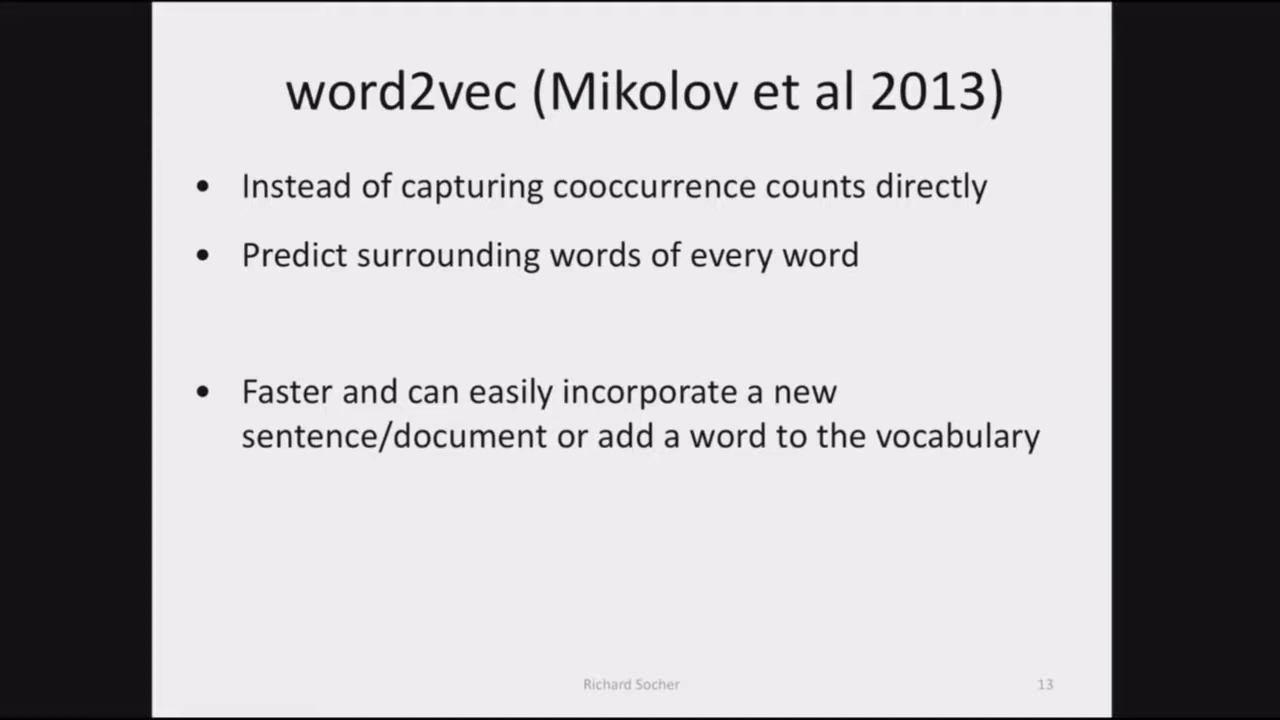 word2vec (Mikolov et al 2013)
• Instead of capturing cooccurrence counts directly
• Predict surrounding words of every word
• Faster and can easily incorporate a new
sentence/document or add a word to the vocabulary
Richard Socher
13